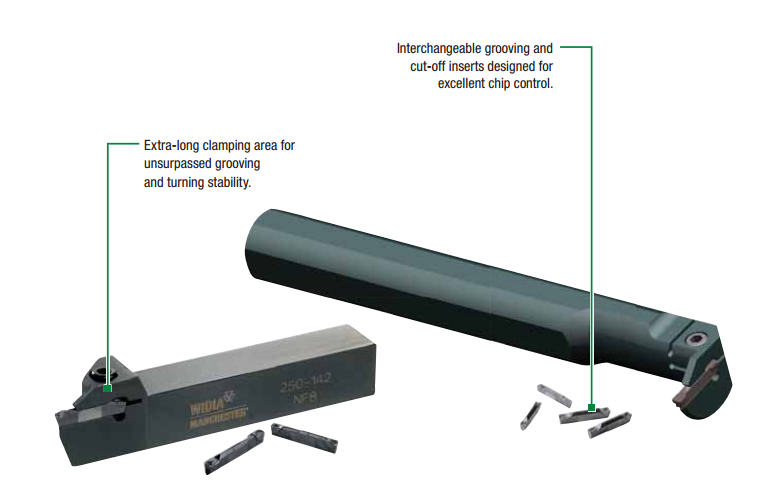 Interchangeable grooving and
cut-off inserts designed for
excellent chip control.
Extra-long clamping area for
unsurpassed grooving
and turning stability.
WIDIA
MANCHESTER
250-142
NF8